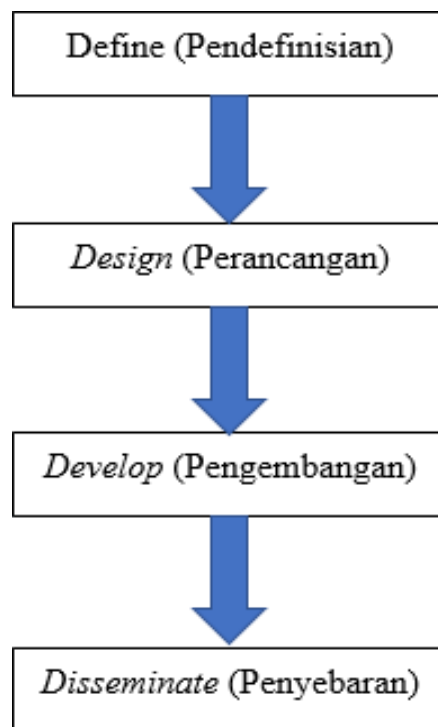 Define (Pendefinisian)
Design (Perancangan)
Develop (Pengembangan)
Disseminate (Penyebaran)